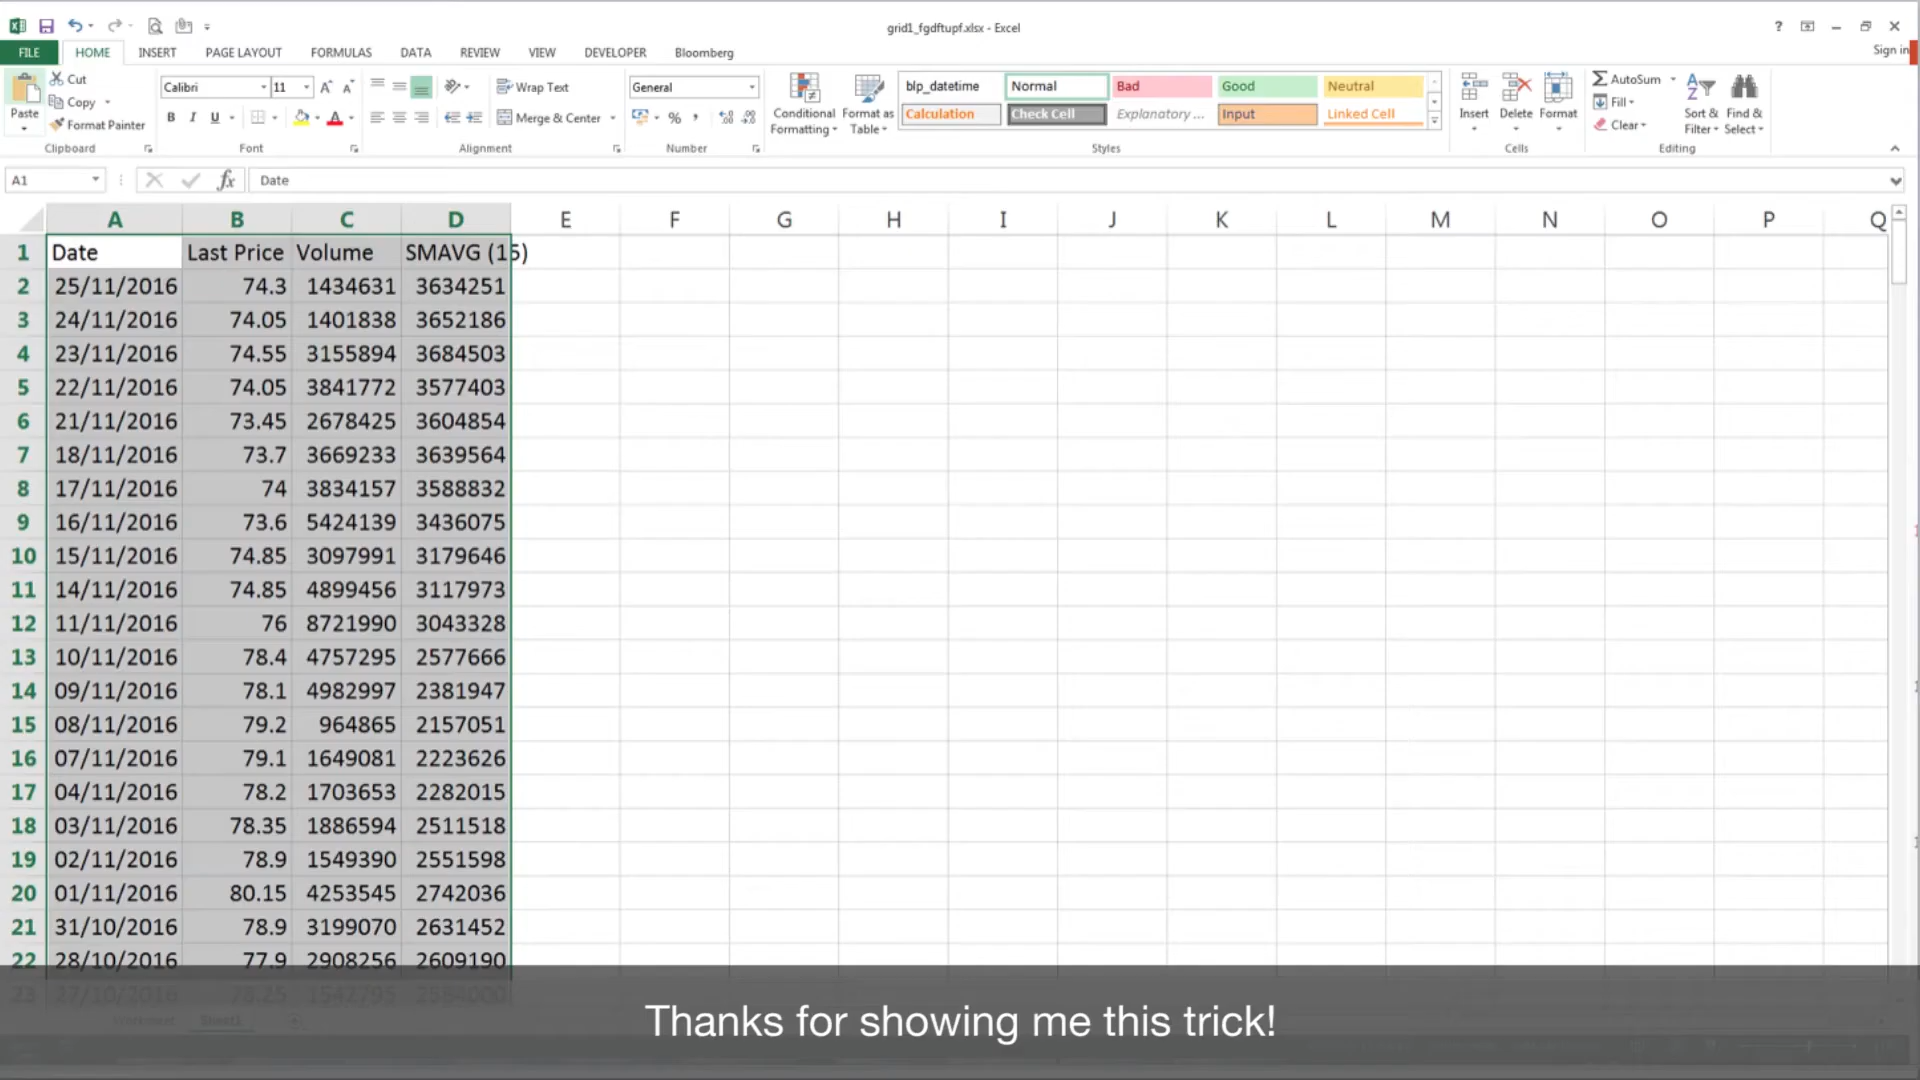 grid1_fgdftupf.xlsx - Excel
Sign in
FILE HOME INSERT PAGE LAYOUT FORMULAS DATA REVIEW VIEW DEVELOPER Bloomberg
Paste
Cut
Copy
Format Painter
Clipboard
Calibri 11
B I U
Font
Wrap Text
Merge & Center
Alignment
General
%
Number
Conditional Formatting
Format as Table
blp_datetime Normal Bad Good Neutral
Calculation Check Cell Explanatory ... Input Linked Cell
Styles
Insert Delete Format
Cells
AutoSum
Fill
Clear
Sort & Filter
Find & Select
Editing
A1 fx Date
A B C D E F G H I J K L M N O P Q
1 Date Last Price Volume SMAVG (15)
2 25/11/2016 74.3 1434631 3634251
3 24/11/2016 74.05 1401838 3652186
4 23/11/2016 74.55 3155894 3684503
5 22/11/2016 74.05 3841772 3577403
6 21/11/2016 73.45 2678425 3604854
7 18/11/2016 73.7 3669233 3639564
8 17/11/2016 74 3834157 3588832
9 16/11/2016 73.6 5424139 3436075
10 15/11/2016 74.85 3097991 3179646
11 14/11/2016 74.85 4899456 3117973
12 11/11/2016 76 8721990 3043328
13 10/11/2016 78.4 4757295 2577666
14 09/11/2016 78.1 4982997 2381947
15 08/11/2016 79.2 964865 2157051
16 07/11/2016 79.1 1649081 2223626
17 04/11/2016 78.2 1703653 2282015
18 03/11/2016 78.35 1886594 2511518
19 02/11/2016 78.9 1549390 2551598
20 01/11/2016 80.15 4253545 2742036
21 31/10/2016 78.9 3199070 2631452
22 28/10/2016 77.9 2908256 2609190
23 27/10/2016 78.25
Worksheet Sheet1
Thanks for showing me this trick!